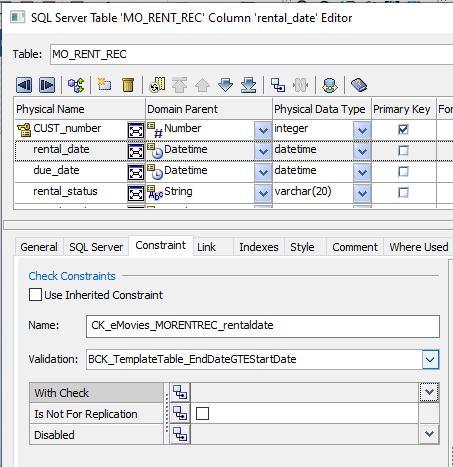 SQL Server Table 'MO_RENT_REC' Column 'rental_date' Editor
Table: MO_RENT_REC
Physical Name Domain Parent Physical Data Type Primary Key
CUST_number Number integer
rental_date Datetime datetime
due_date Datetime datetime
rental_status String varchar(20)
General SQL Server Constraint Link Indexes Style Comment Where Used
Check Constraints
Use Inherited Constraint
Name: CK_eMovies_MORENTREC_rentaldate
Validation: BCK_TemplateTable_EndDateGTEStartDate
With Check
Is Not For Replication
Disabled